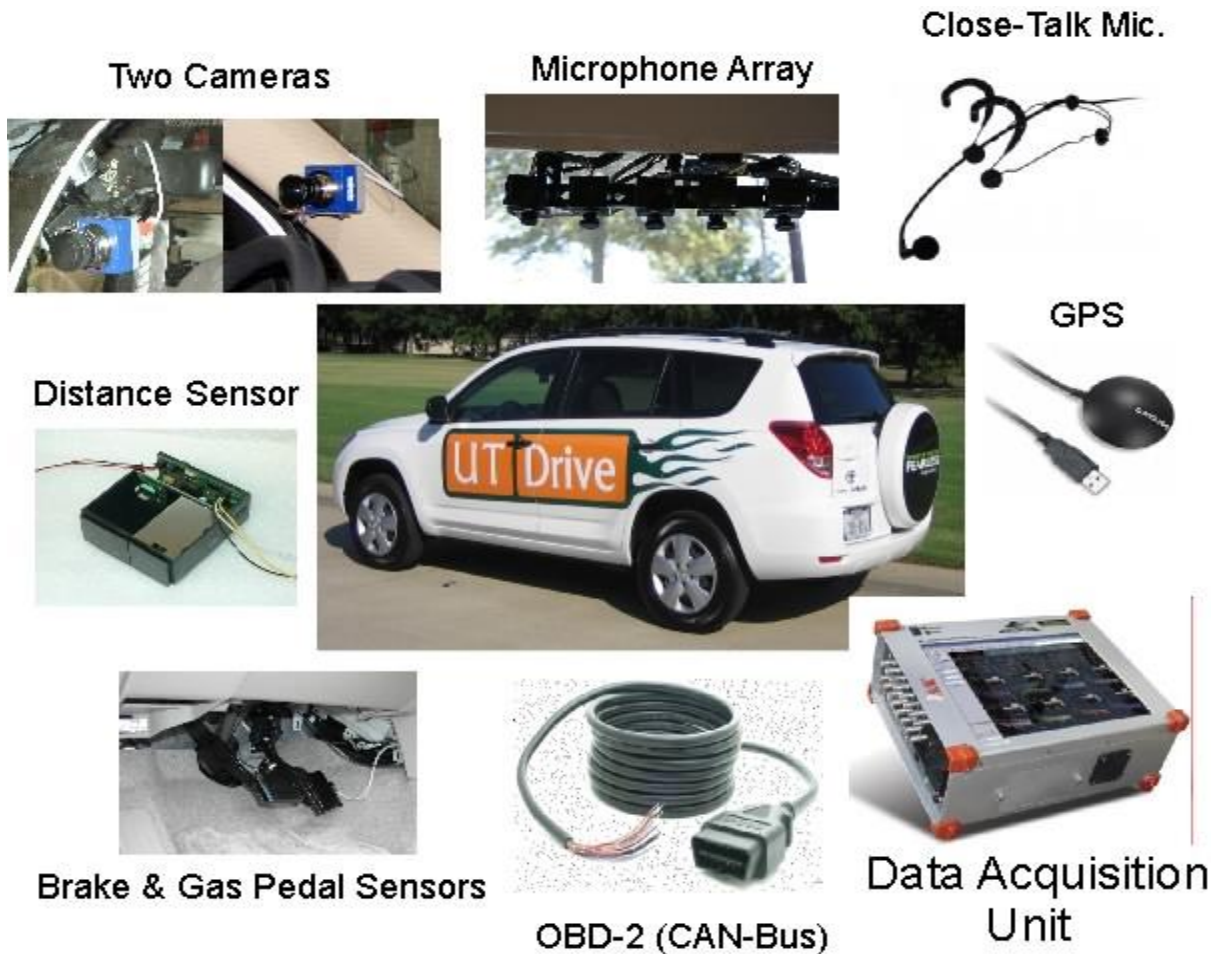 Close-Talk Mic.
Two Cameras
Microphone Array
GPS
Distance Sensor
UT Drive
FEARLESS
Brake & Gas Pedal Sensors
OBD-2 (CAN-Bus)
Data Acquisition
Unit